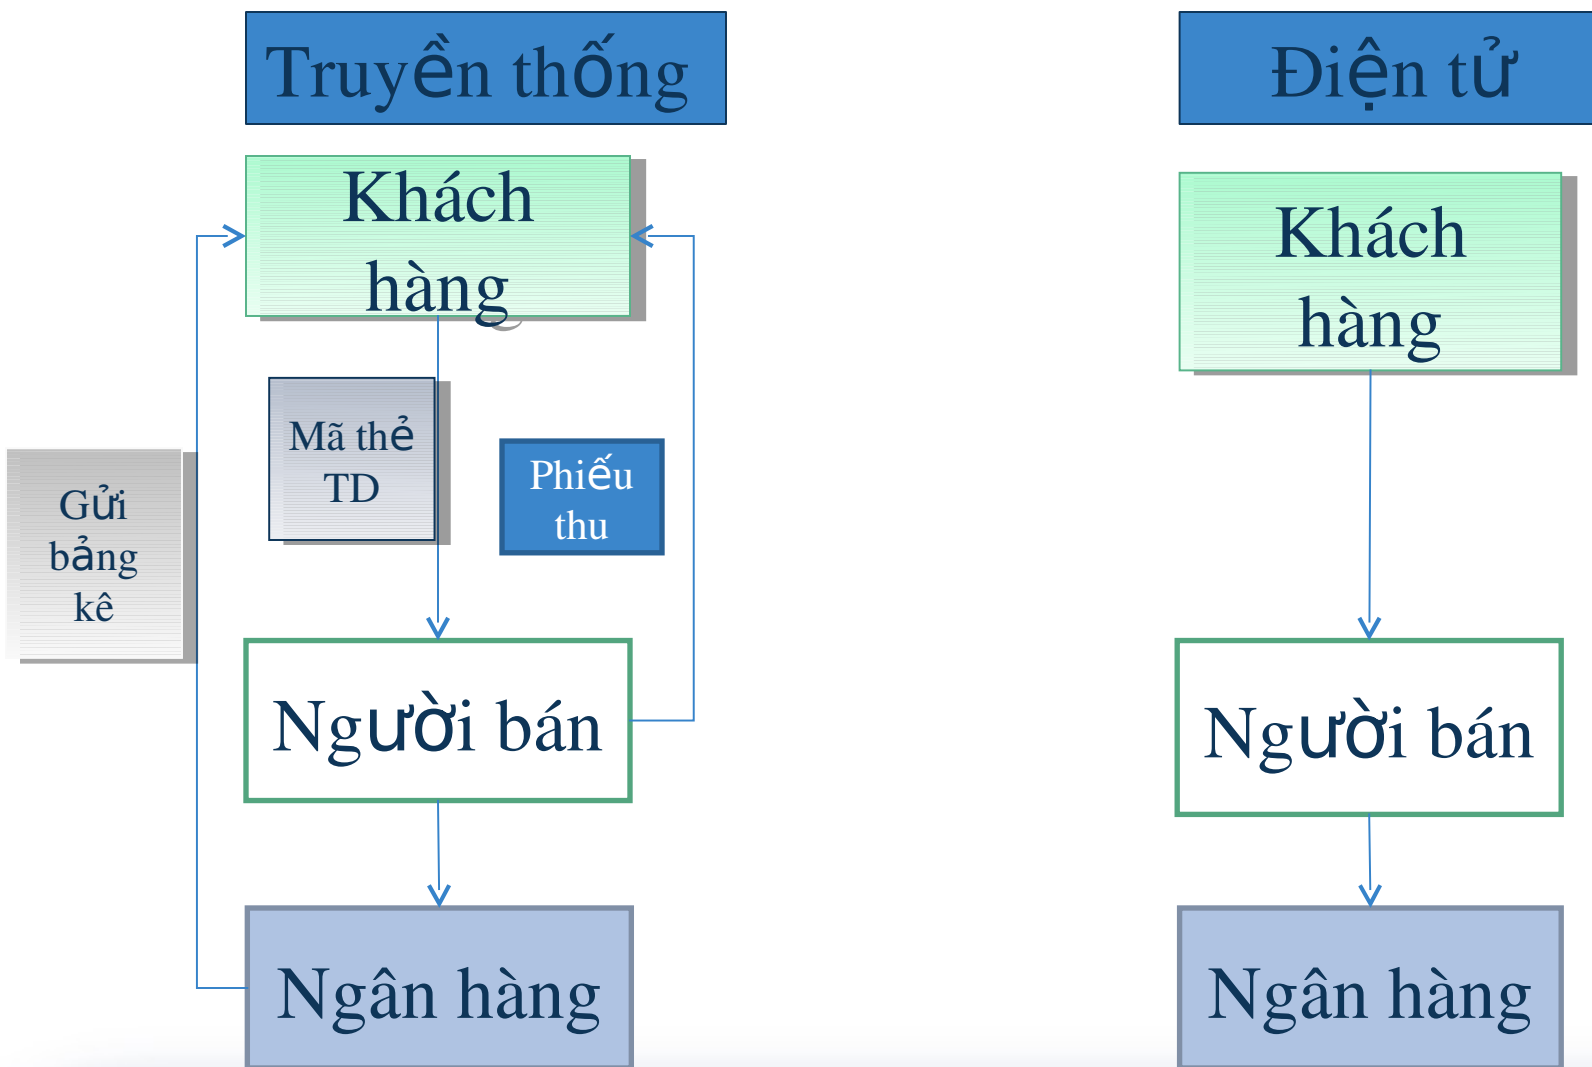 Truyền thống
Khách
hàng
Mã thẻ
TD
Phiếu
thu
Gửi
bảng
kê
Người bán
Ngân hàng
Điện tử
Khách
hàng
Người bán
Ngân hàng